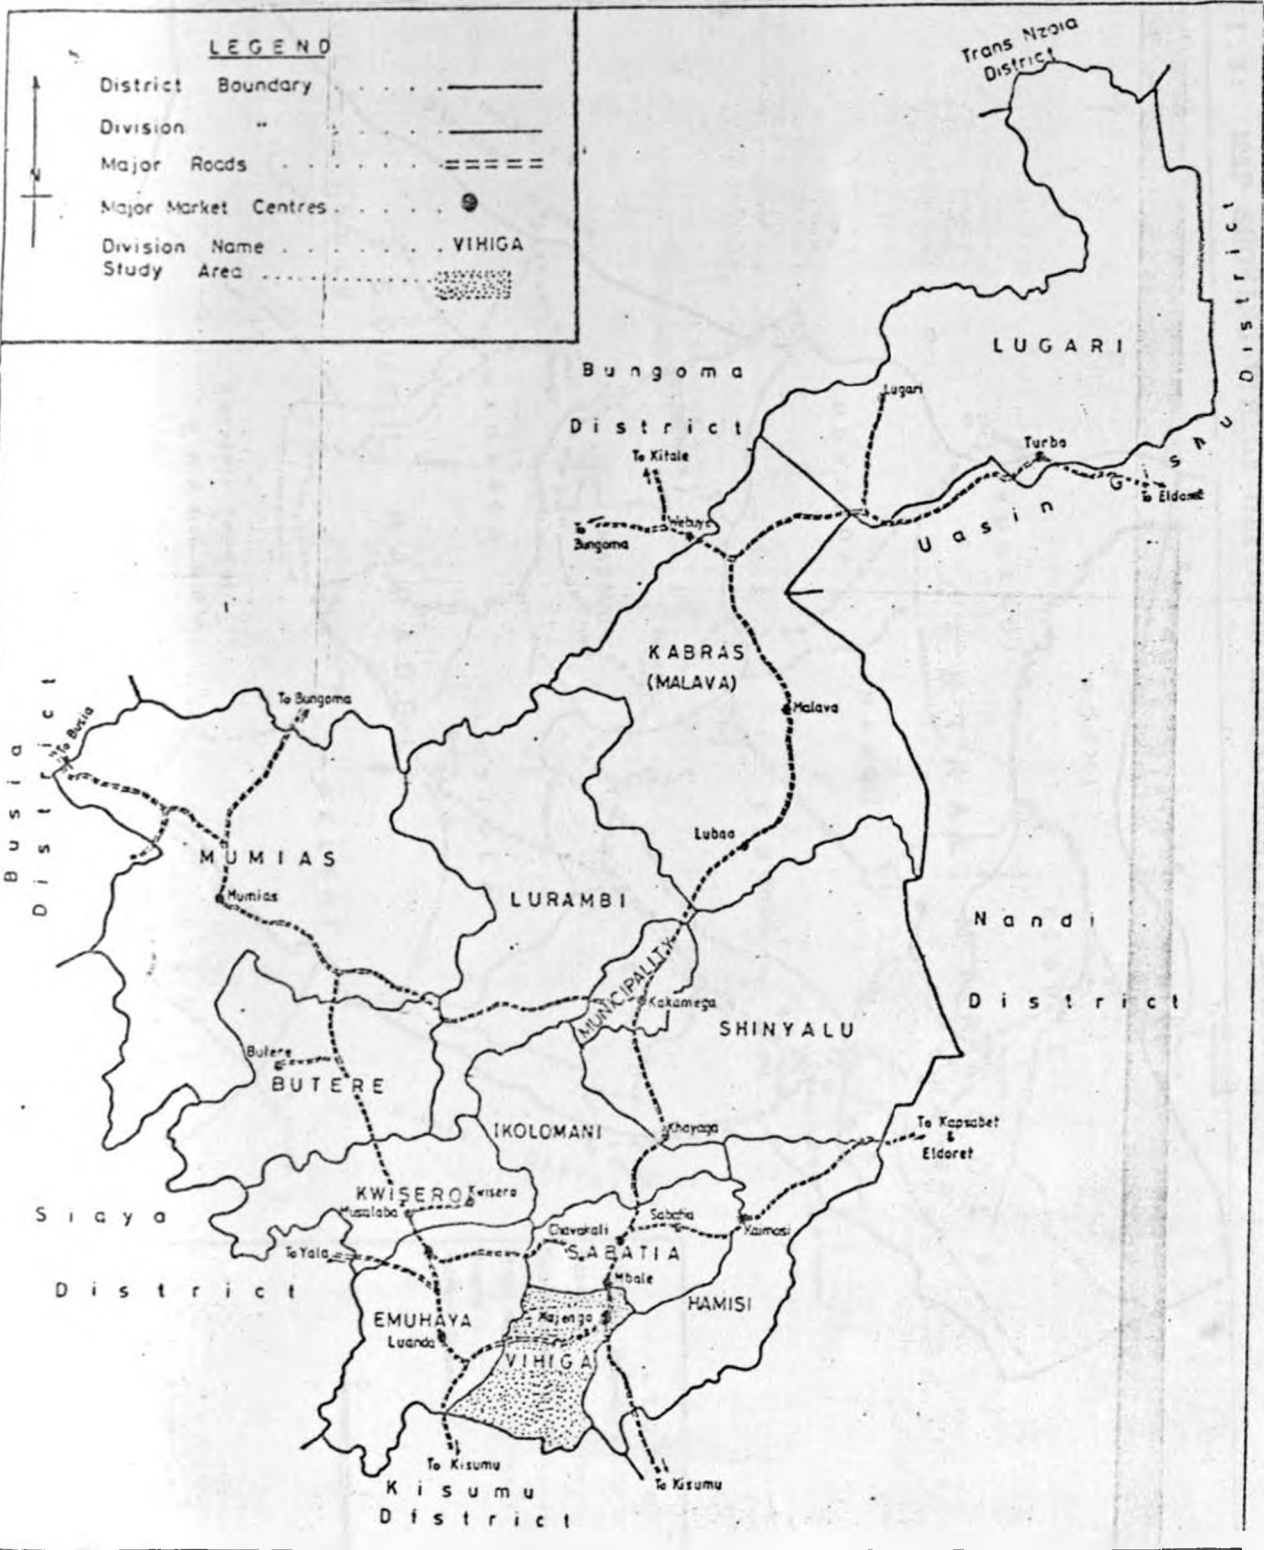 LEGEND
District Boundary . . . . .
Division " . . . . .
Major Roads . . . . . . .
Major Market Centres . . . . .
Division Name . . . . . . . VIHIGA
Study Area ......................
N
Trans Nzoia
District
LUGARI
Bungoma
District
Lugari
Turbo
To Kitale
To Eldoret
Uasin G i s h u District
Webuye
To
Bungoma
KABRAS
(MALAVA)
Malava
To Bungoma
To Busia
Busia
District
Lubao
MUMIAS
Mumias
LURAMBI
Nandi
District
MUNICIPALITY
Kakamega
SHINYALU
Butere
BUTERE
IKOLOMANI
Khayaga
To Kapsabet
&
Eldoret
KWISERO
Kwisero
Musalaba
Siaya
District
Sabatia
Kaimosi
Chavakali
SABATIA
To Yala
Mbale
HAMISI
EMUHAYA
Luanda
Majengo
VIHIGA
To Kisumu
To Kisumu
Kisumu
District